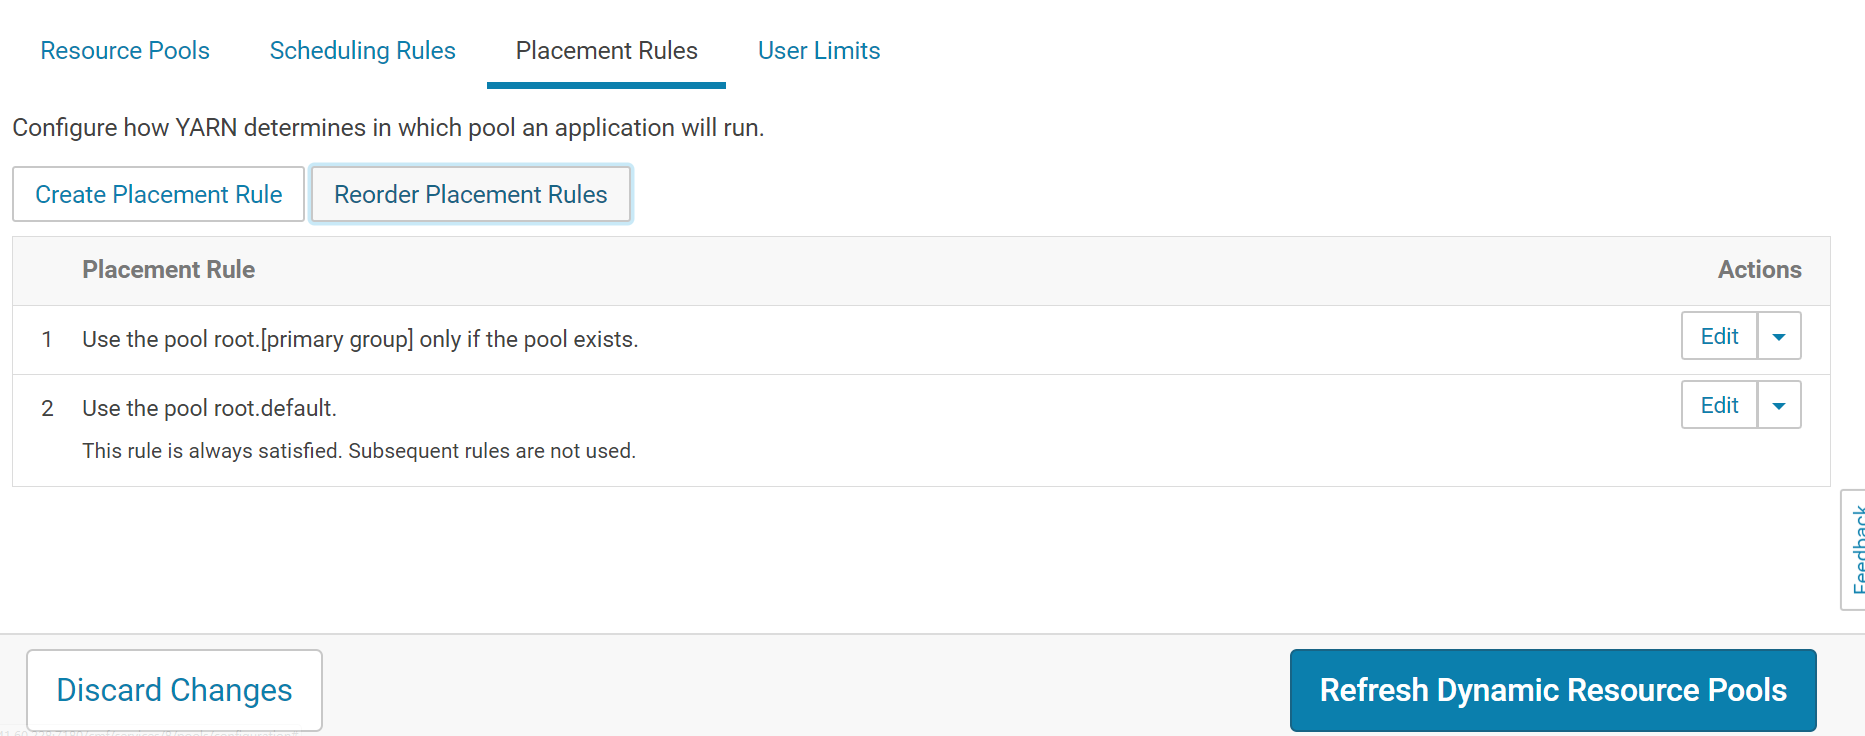 Resource Pools Scheduling Rules Placement Rules User Limits
Configure how YARN determines in which pool an application will run.
Create Placement Rule Reorder Placement Rules
Placement Rule Actions
1 Use the pool root.[primary group] only if the pool exists. Edit
2 Use the pool root.default. Edit
This rule is always satisfied. Subsequent rules are not used.
Feedback
Discard Changes Refresh Dynamic Resource Pools